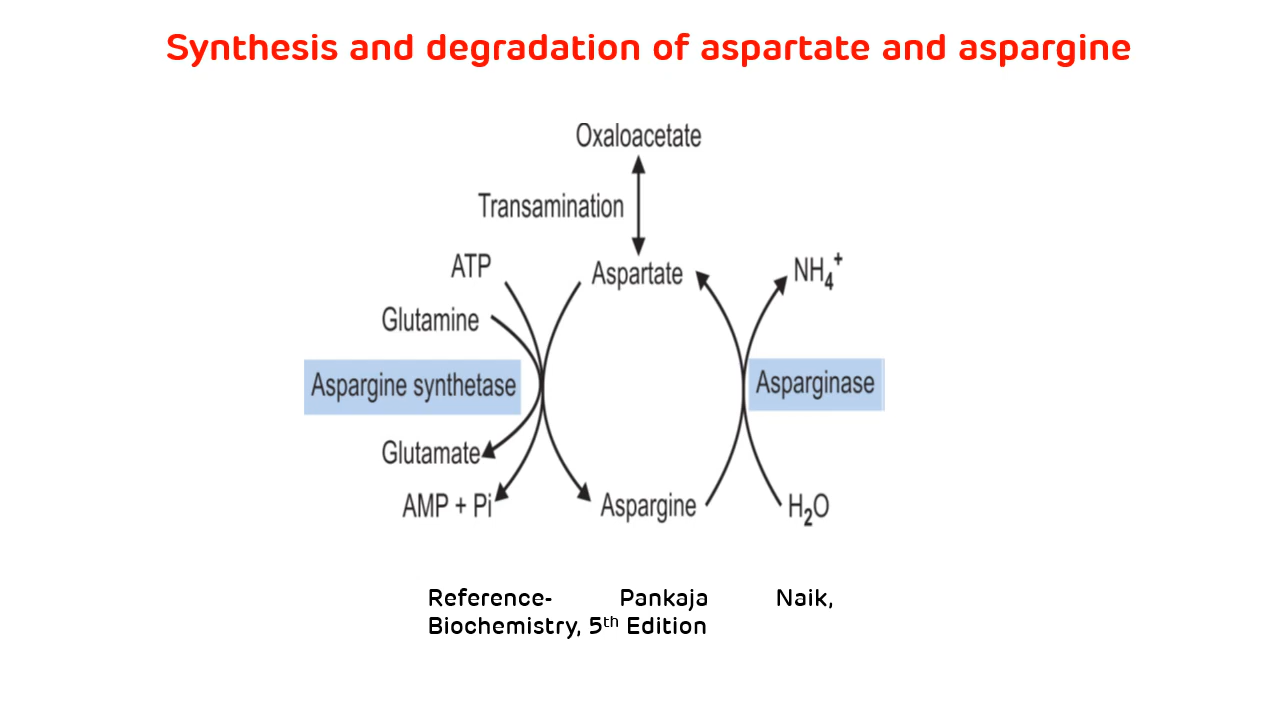 Synthesis and degradation of aspartate and aspargine
Oxaloacetate
Transamination
ATP
Aspartate
NH₄⁺
Glutamine
Aspargine synthetase
Asparginase
Glutamate
AMP + Pi
Aspargine
H₂O
Reference- Pankaja Naik,
Biochemistry, 5ᵗʰ Edition